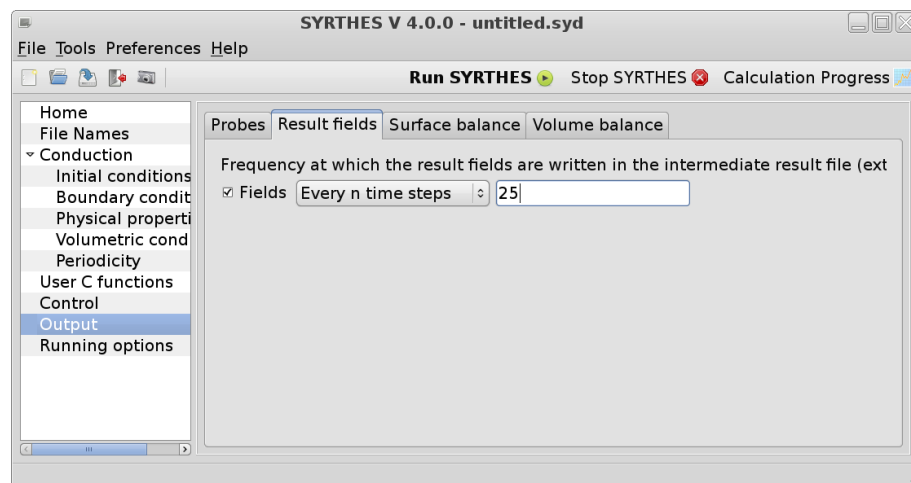 SYRTHES V 4.0.0 - untitled.syd
File Tools Preferences Help
Run SYRTHES Stop SYRTHES Calculation Progress
Home
File Names
Conduction
Initial conditions
Boundary condit
Physical properti
Volumetric cond
Periodicity
User C functions
Control
Output
Running options
Probes Result fields Surface balance Volume balance
Frequency at which the result fields are written in the intermediate result file (ext
Fields Every n time steps 25